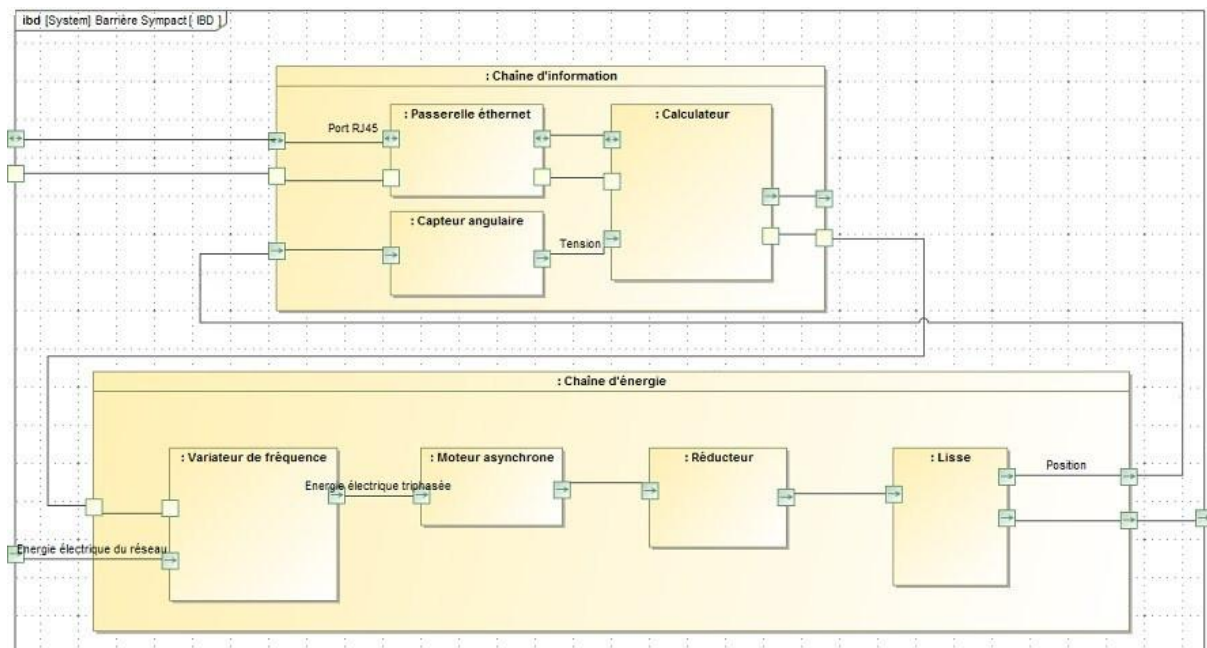 ibd [System] Barrière Sympact [ IBD ]
: Chaîne d'information
Port RJ45
: Passerelle éthernet
: Calculateur
: Capteur angulaire
Tension
: Chaîne d'énergie
: Variateur de fréquence
: Moteur asynchrone
: Réducteur
: Lisse
Position
Energie électrique triphasée
Energie électrique du réseau